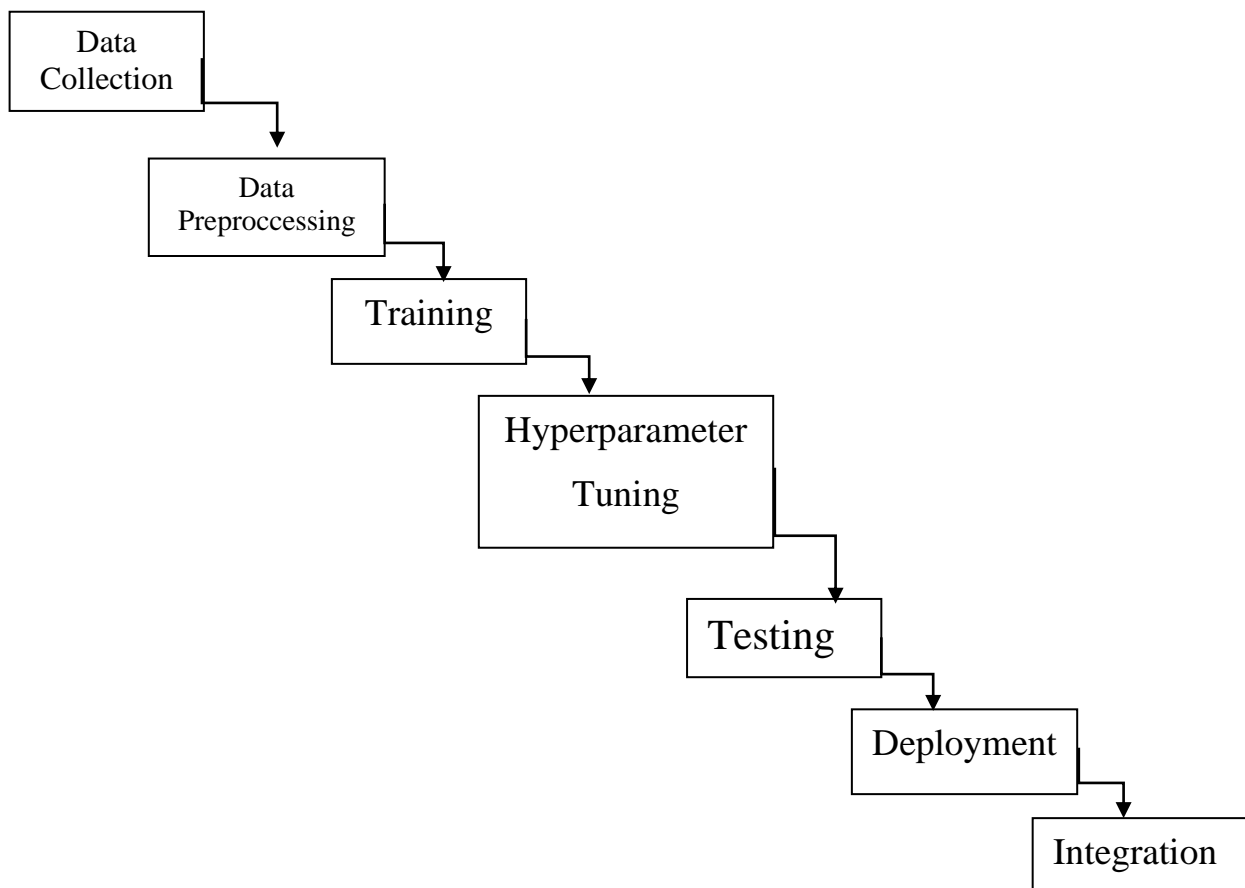 Data
Collection
Data
Preproccessing
Training
Hyperparameter
Tuning
Testing
Deployment
Integration